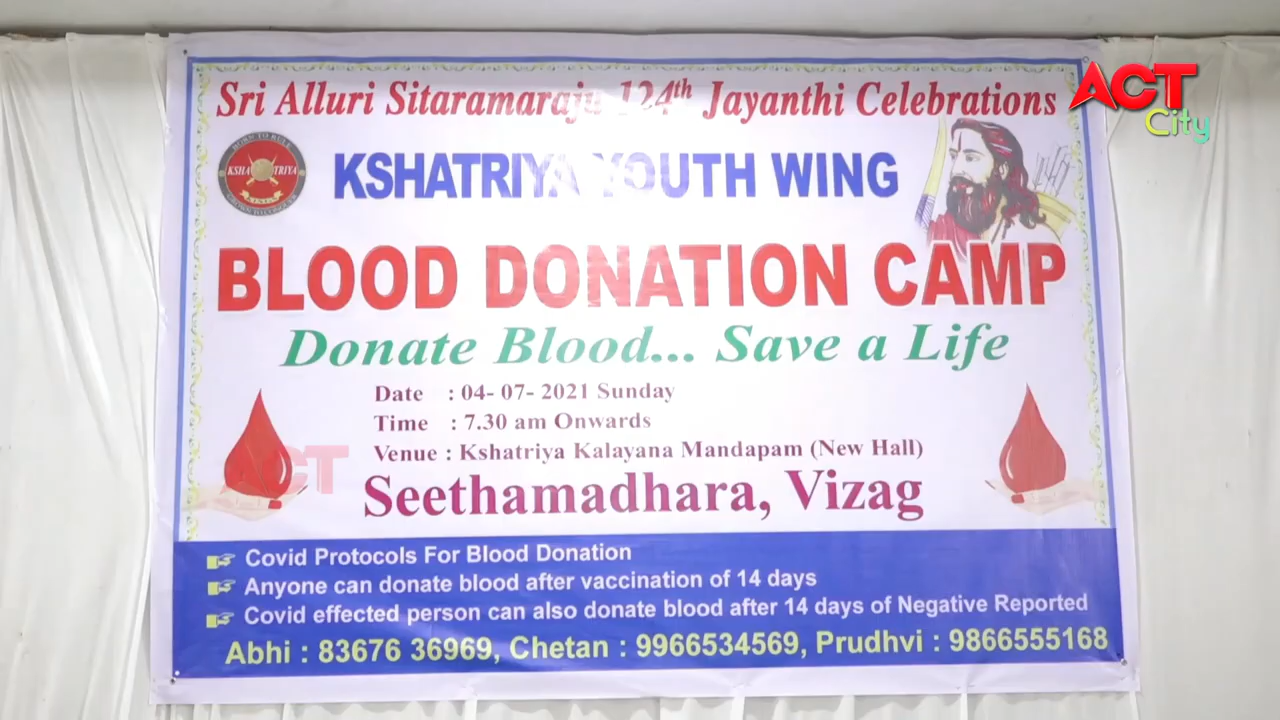 ACT
City
Sri Alluri Sitaramaraju 124th Jayanthi Celebrations
KSHATRIYA
KSHATRIYA YOUTH WING
BLOOD DONATION CAMP
Donate Blood... Save a Life
Date : 04- 07- 2021 Sunday
Time : 7.30 am Onwards
Venue : Kshatriya Kalayana Mandapam (New Hall)
ACT
Seethamadhara, Vizag
Covid Protocols For Blood Donation
Anyone can donate blood after vaccination of 14 days
Covid effected person can also donate blood after 14 days of Negative Reported
Abhi : 83676 36969, Chetan : 9966534569, Prudhvi : 9866555168